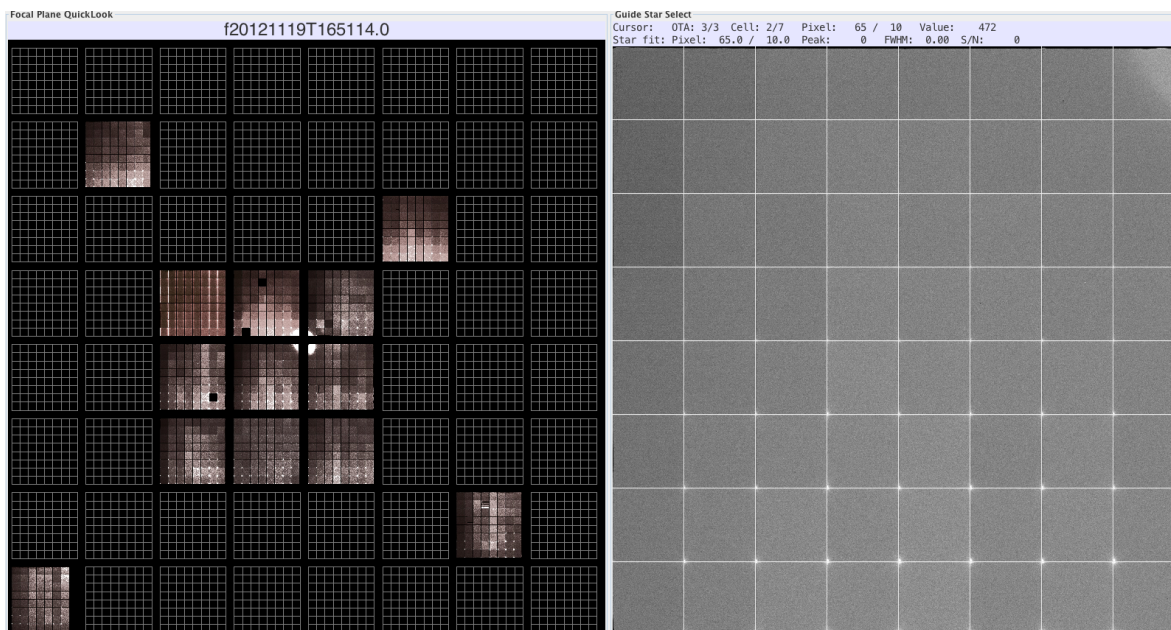 Focal Plane QuickLook
f20121119T165114.0
Guide Star Select
Cursor: OTA: 3/3 Cell: 2/7 Pixel: 65 / 10 Value: 472
Star fit: Pixel: 65.0 / 10.0 Peak: 0 FWHM: 0.00 S/N: 0